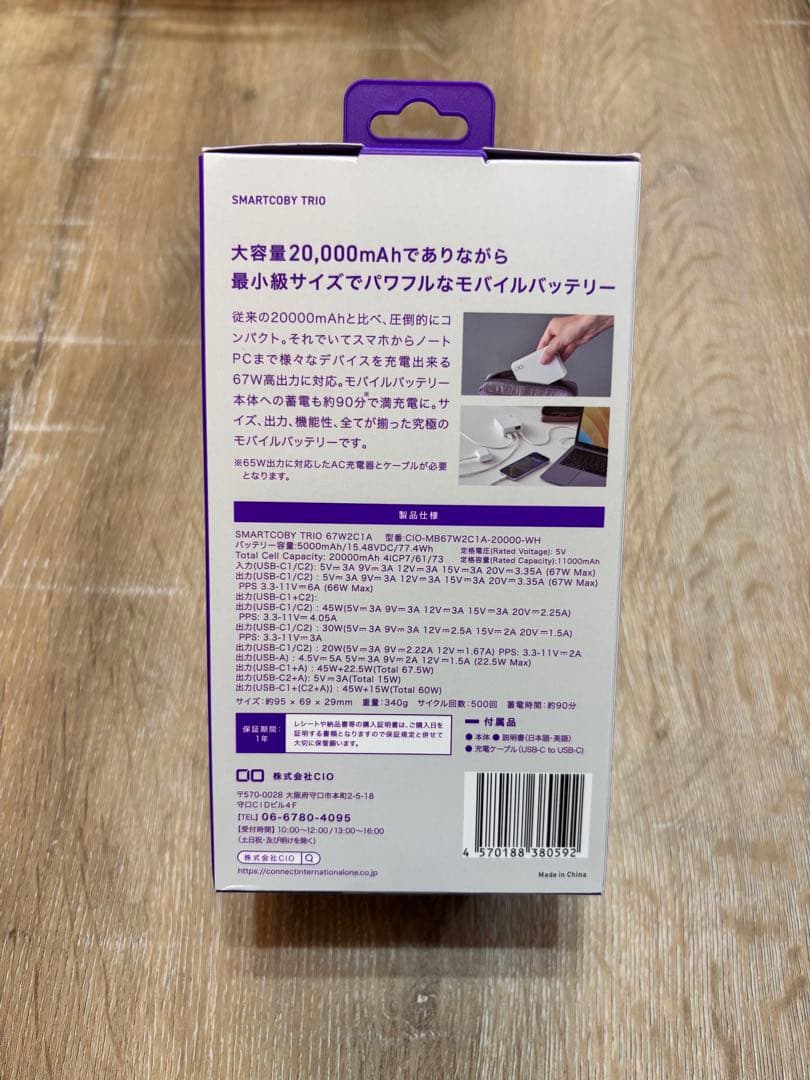 SMARTCOBY TRIO
大容量20,000mAhでありながら
最小級サイズでパワフルなモバイルバッテリー
従来の20000mAhと比べ、圧倒的にコ
ンパクト。それでいてスマホからノート
PCまで様々なデバイスを充電出来る
67W高出力に対応。モバイルバッテリー
本体への蓄電も約90分※で満充電に。サ
イズ、出力、機能性、全てが揃った究極の
モバイルバッテリーです。
※65W出力に対応したAC充電器とケーブルが必要
となります。
製品仕様
SMARTCOBY TRIO 67W2C1A 型番:CIO-MB67W2C1A-20000-WH
バッテリー容量:5000mAh/15.48VDC/77.4Wh 定格電圧(Rated Voltage): 5V
Total Cell Capacity: 20000mAh 4ICP7/61/73 定格容量(Rated Capacity):11000mAh
入力(USB-C1/C2): 5V⎓3A 9V⎓3A 12V⎓3A 15V⎓3A 20V⎓3.35A (67W Max)
出力(USB-C1/C2) : 5V⎓3A 9V⎓3A 12V⎓3A 15V⎓3A 20V⎓3.35A (67W Max)
PPS 3.3-11V⎓6A (66W Max)
出力(USB-C1+C2):
出力(USB-C1/C2) : 45W(5V⎓3A 9V⎓3A 12V⎓3A 15V⎓3A 20V⎓2.25A)
PPS: 3.3-11V⎓4.05A
出力(USB-C1/C2) : 30W(5V⎓3A 9V⎓3A 12V⎓2.5A 15V⎓2A 20V⎓1.5A)
PPS: 3.3-11V⎓3A
出力(USB-C1/C2) : 20W(5V⎓3A 9V⎓2.22A 12V⎓1.67A) PPS: 3.3-11V⎓2A
出力(USB-A) : 4.5V⎓5A 5V⎓3A 9V⎓2A 12V⎓1.5A (22.5W Max)
出力(USB-C1+A) : 45W+22.5W(Total 67.5W)
出力(USB-C2+A): 5V⎓3A(Total 15W)
出力(USB-C1+(C2+A)) : 45W+15W(Total 60W)
サイズ:約95 × 69 × 29mm 重量:340g サイクル回数:500回 蓄電時間:約90分
保証期間:
1年
レシートや納品書等の購入証明書は、ご購入日を
証明する書類となりますので保証規定と併せて
大切に保管願います。
付属品
● 本体 ● 説明書(日本語・英語)
● 充電ケーブル(USB-C to USB-C)
CIO 株式会社CIO
〒570-0028 大阪府守口市本町2-5-18
守口CIDビル4F
【TEL】06-6780-4095
【受付時間】10:00〜12:00/13:00〜16:00
(土日祝・及び明けを除く)
株式会社CIO
https://connectinternationalone.co.jp
4 570188 380592
Made in China